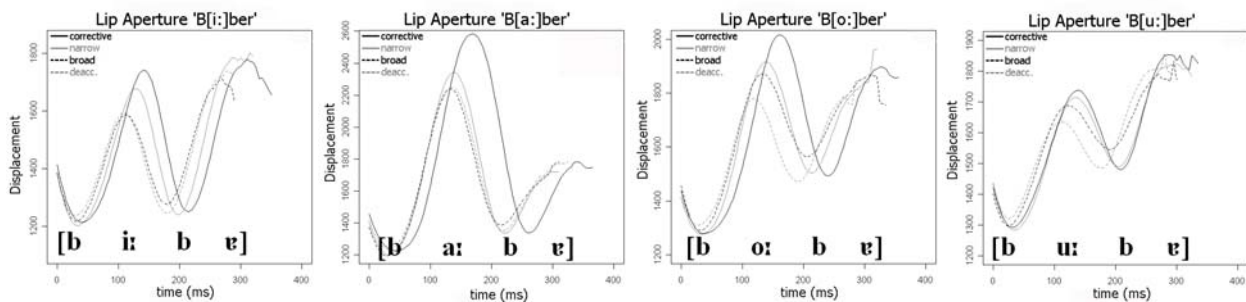 Lip Aperture 'B[i:]ber'
corrective
narrow
broad
deacc.
Displacement
1200 1400 1600 1800
[b iː b ɐ]
0 100 200 300 400
time (ms)
Lip Aperture 'B[a:]ber'
corrective
narrow
broad
deacc.
Displacement
1200 1400 1600 1800 2000 2200 2400 2600
[b aː b ɐ]
0 100 200 300 400
time (ms)
Lip Aperture 'B[o:]ber'
corrective
narrow
broad
deacc.
Displacement
1200 1400 1600 1800 2000
[b oː b ɐ]
0 100 200 300 400
time (ms)
Lip Aperture 'B[u:]ber'
corrective
narrow
broad
deacc.
Displacement
1200 1300 1400 1500 1600 1700 1800 1900
[b uː b ɐ]
0 100 200 300 400
time (ms)